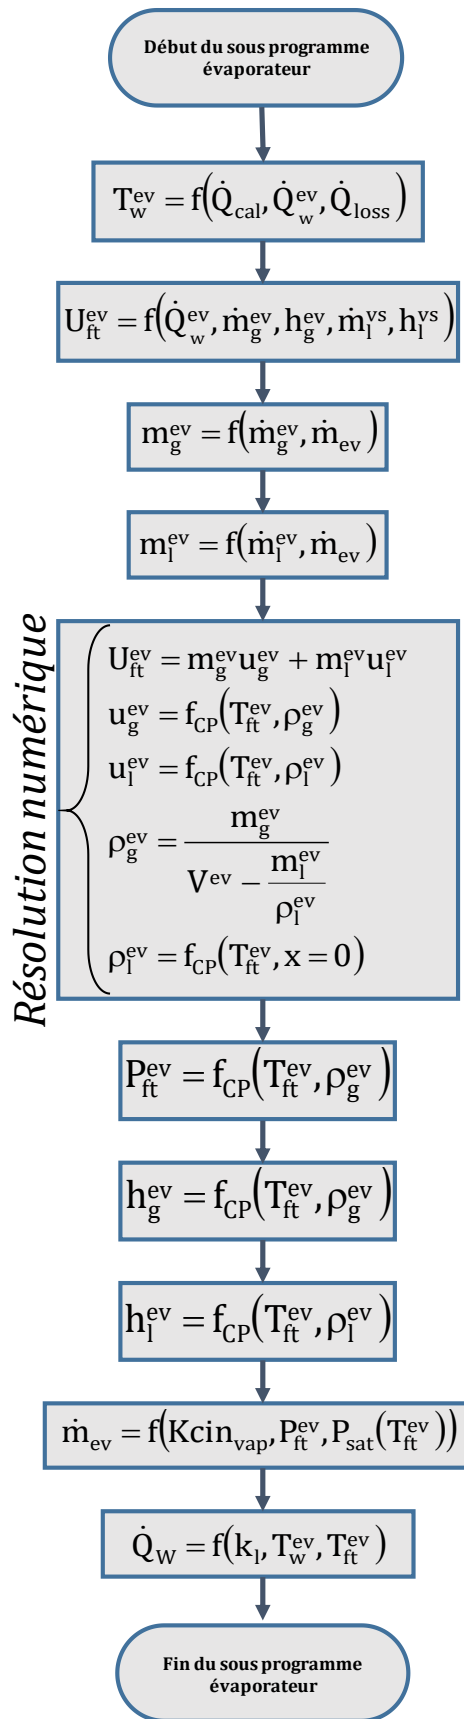 Début du sous programme
évaporateur
T_w^ev = f(Q̇_cal, Q̇_w^ev, Q̇_loss)
U_ft^ev = f(Q̇_w^ev, ṁ_g^ev, h_g^ev, ṁ_l^vs, h_l^vs)
m_g^ev = f(ṁ_g^ev, ṁ_ev)
m_l^ev = f(ṁ_l^ev, ṁ_ev)
Résolution numérique
U_ft^ev = m_g^ev u_g^ev + m_l^ev u_l^ev
u_g^ev = f_CP(T_ft^ev, ρ_g^ev)
u_l^ev = f_CP(T_ft^ev, ρ_l^ev)
ρ_g^ev = m_g^ev / (V^ev − m_l^ev / ρ_l^ev)
ρ_l^ev = f_CP(T_ft^ev, x = 0)
P_ft^ev = f_CP(T_ft^ev, ρ_g^ev)
h_g^ev = f_CP(T_ft^ev, ρ_g^ev)
h_l^ev = f_CP(T_ft^ev, ρ_l^ev)
ṁ_ev = f(Kcin_vap, P_ft^ev, P_sat(T_ft^ev))
Q̇_W = f(k_l, T_w^ev, T_ft^ev)
Fin du sous programme
évaporateur